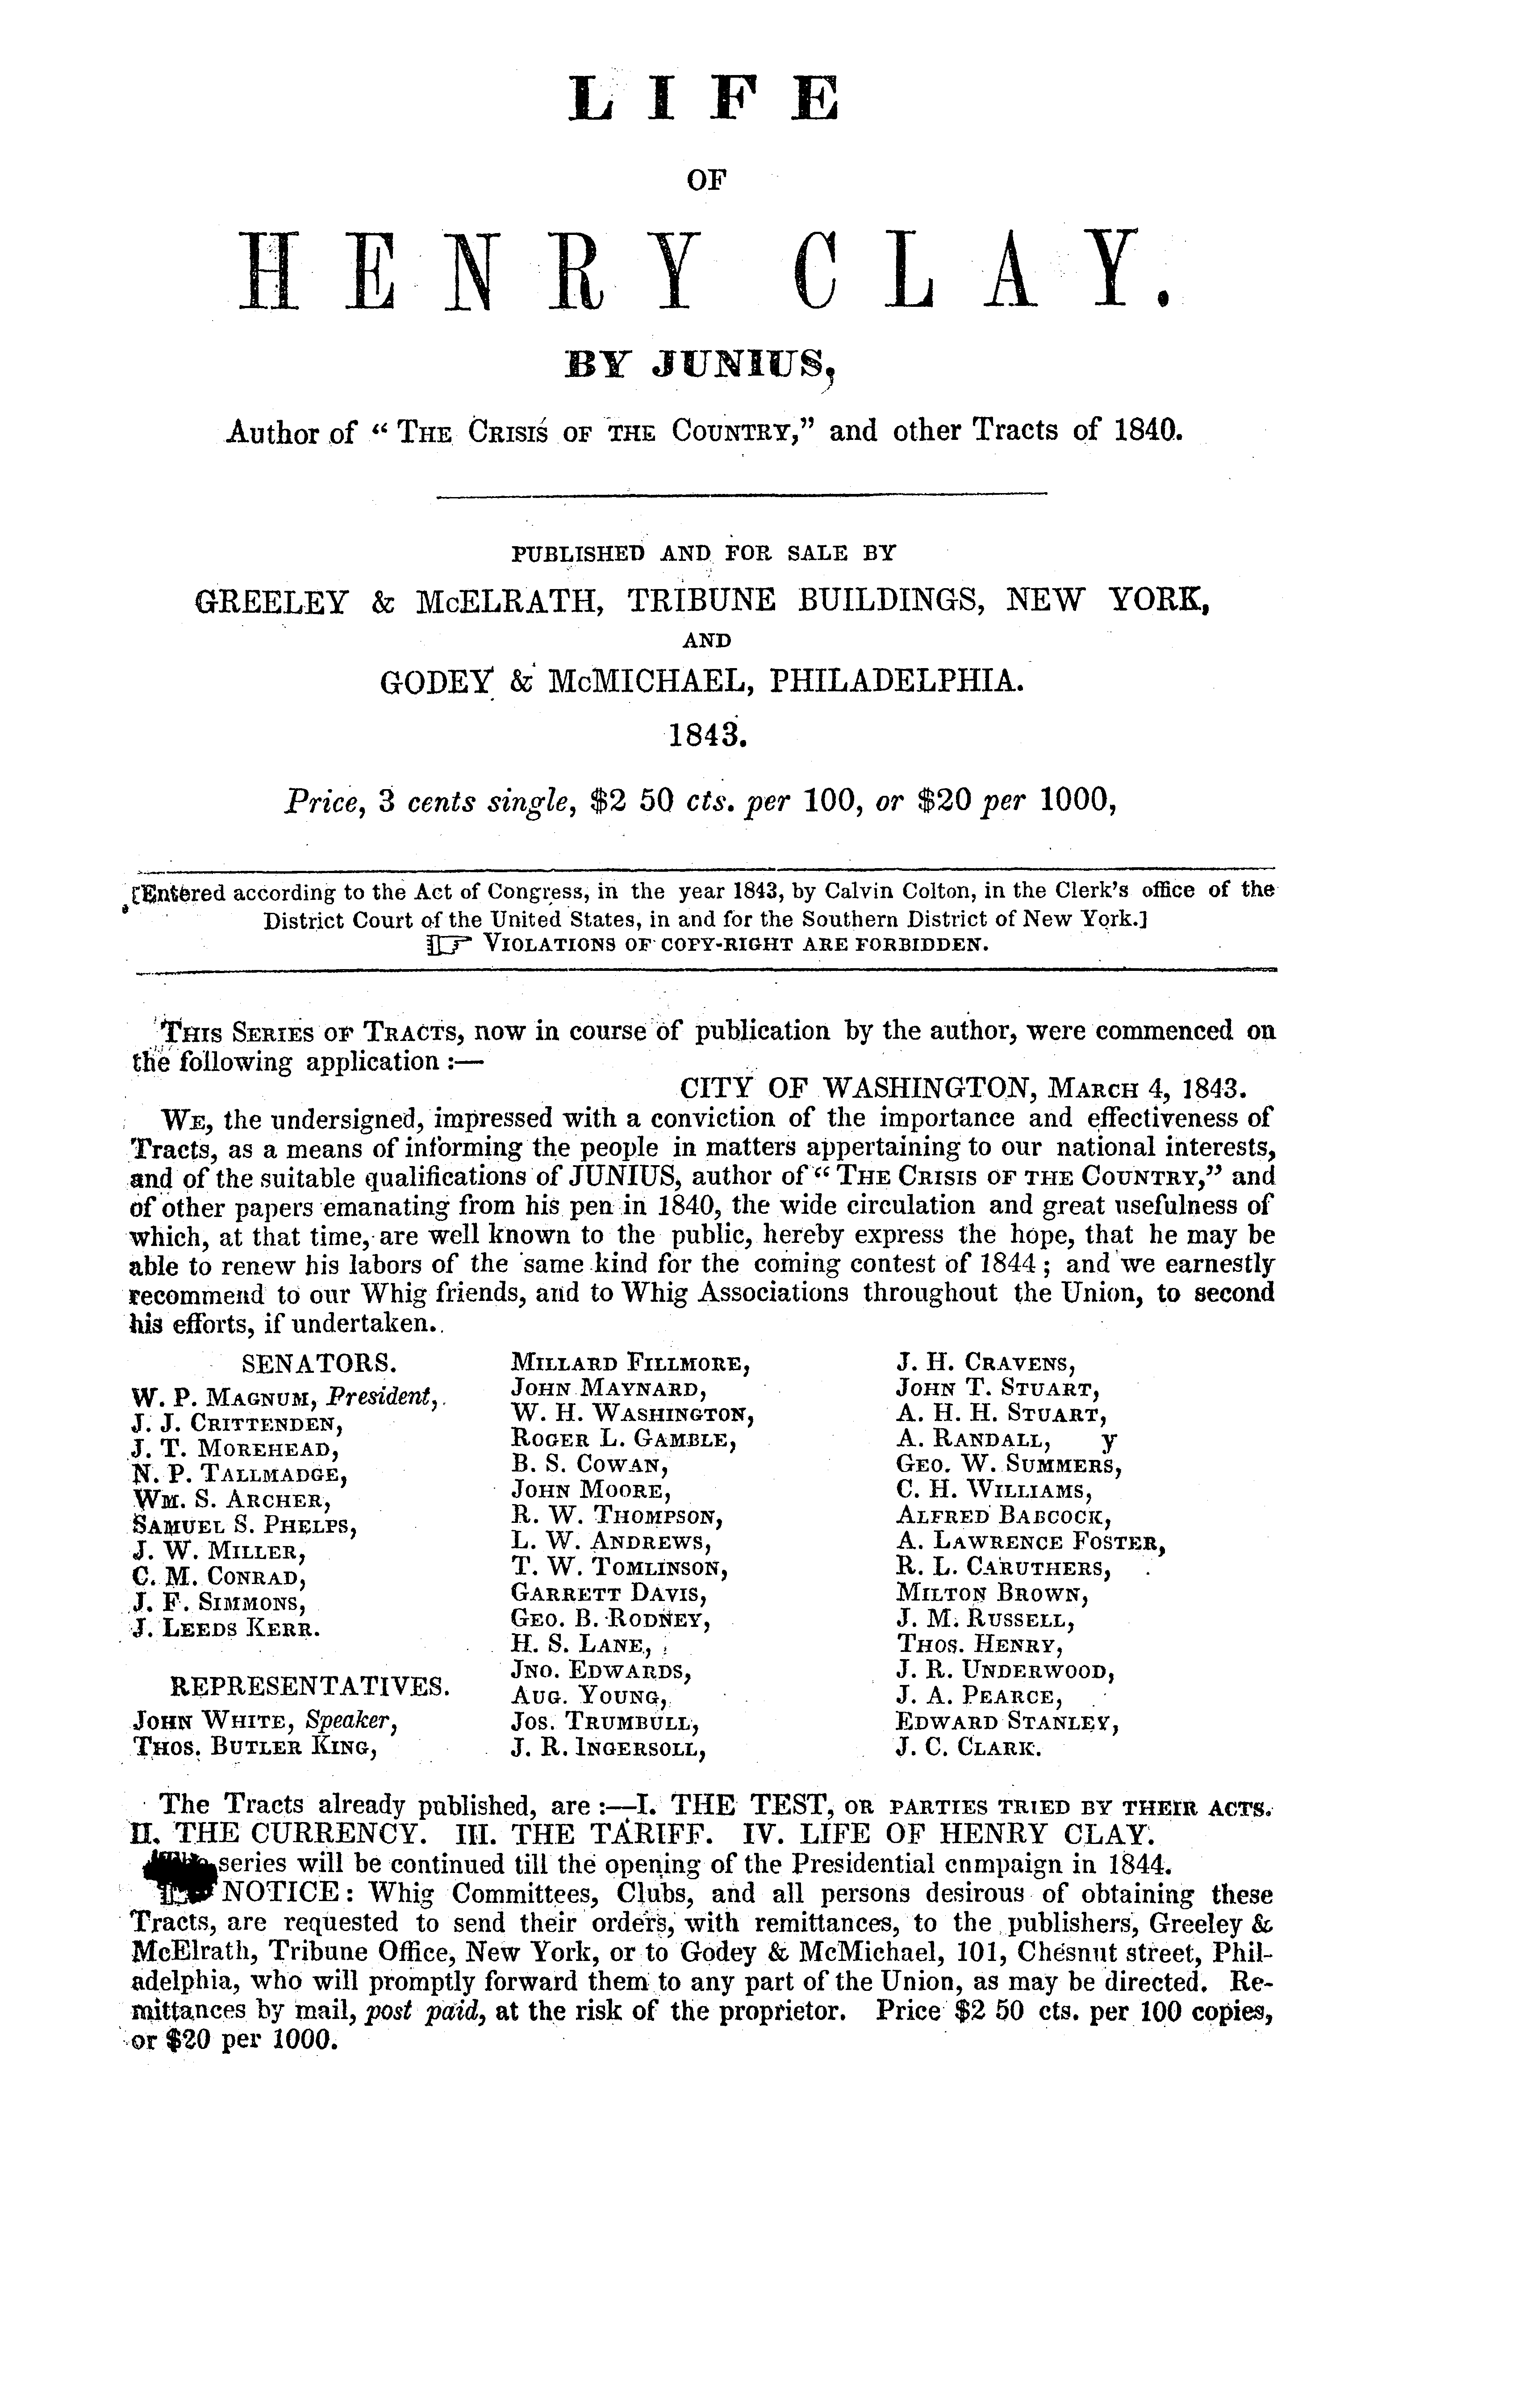 LIFE
OF
HENRY CLAY.
BY JUNIUS,
Author of “THE CRISIS OF THE COUNTRY,” and other Tracts of 1840.
PUBLISHED AND FOR SALE BY
GREELEY & McELRATH, TRIBUNE BUILDINGS, NEW YORK,
AND
GODEY & McMICHAEL, PHILADELPHIA.
1843.
Price, 3 cents single, $2 50 cts. per 100, or $20 per 1000,
[Entered according to the Act of Congress, in the year 1843, by Calvin Colton, in the Clerk’s office of the
District Court of the United States, in and for the Southern District of New York.]
☞ VIOLATIONS OF COPY-RIGHT ARE FORBIDDEN.
THIS SERIES OF TRACTS, now in course of publication by the author, were commenced on
the following application :—
CITY OF WASHINGTON, MARCH 4, 1843.
WE, the undersigned, impressed with a conviction of the importance and effectiveness of
Tracts, as a means of informing the people in matters appertaining to our national interests,
and of the suitable qualifications of JUNIUS, author of “THE CRISIS OF THE COUNTRY,” and
of other papers emanating from his pen in 1840, the wide circulation and great usefulness of
which, at that time, are well known to the public, hereby express the hope, that he may be
able to renew his labors of the same kind for the coming contest of 1844 ; and we earnestly
recommend to our Whig friends, and to Whig Associations throughout the Union, to second
his efforts, if undertaken.
SENATORS.
W. P. MAGNUM, President,
J. J. CRITTENDEN,
J. T. MOREHEAD,
N. P. TALLMADGE,
WM. S. ARCHER,
SAMUEL S. PHELPS,
J. W. MILLER,
C. M. CONRAD,
J. F. SIMMONS,
J. LEEDS KERR.
REPRESENTATIVES.
JOHN WHITE, Speaker,
THOS. BUTLER KING,
MILLARD FILLMORE,
JOHN MAYNARD,
W. H. WASHINGTON,
ROGER L. GAMBLE,
B. S. COWAN,
JOHN MOORE,
R. W. THOMPSON,
L. W. ANDREWS,
T. W. TOMLINSON,
GARRETT DAVIS,
GEO. B. RODNEY,
H. S. LANE,
JNO. EDWARDS,
AUG. YOUNG,
JOS. TRUMBULL,
J. R. INGERSOLL,
J. H. CRAVENS,
JOHN T. STUART,
A. H. H. STUART,
A. RANDALL, y
GEO. W. SUMMERS,
C. H. WILLIAMS,
ALFRED BABCOCK,
A. LAWRENCE FOSTER,
R. L. CARUTHERS,
MILTON BROWN,
J. M. RUSSELL,
THOS. HENRY,
J. R. UNDERWOOD,
J. A. PEARCE,
EDWARD STANLEY,
J. C. CLARK.
The Tracts already published, are :—I. THE TEST, OR PARTIES TRIED BY THEIR ACTS.
II. THE CURRENCY. III. THE TARIFF. IV. LIFE OF HENRY CLAY.
series will be continued till the opening of the Presidential cnmpaign in 1844.
NOTICE: Whig Committees, Clubs, and all persons desirous of obtaining these
Tracts, are requested to send their orders, with remittances, to the publishers, Greeley &
McElrath, Tribune Office, New York, or to Godey & McMichael, 101, Chesnut street, Phil-
adelphia, who will promptly forward them to any part of the Union, as may be directed. Re-
mittances by mail, post paid, at the risk of the proprietor. Price $2 50 cts. per 100 copies,
or $20 per 1000.